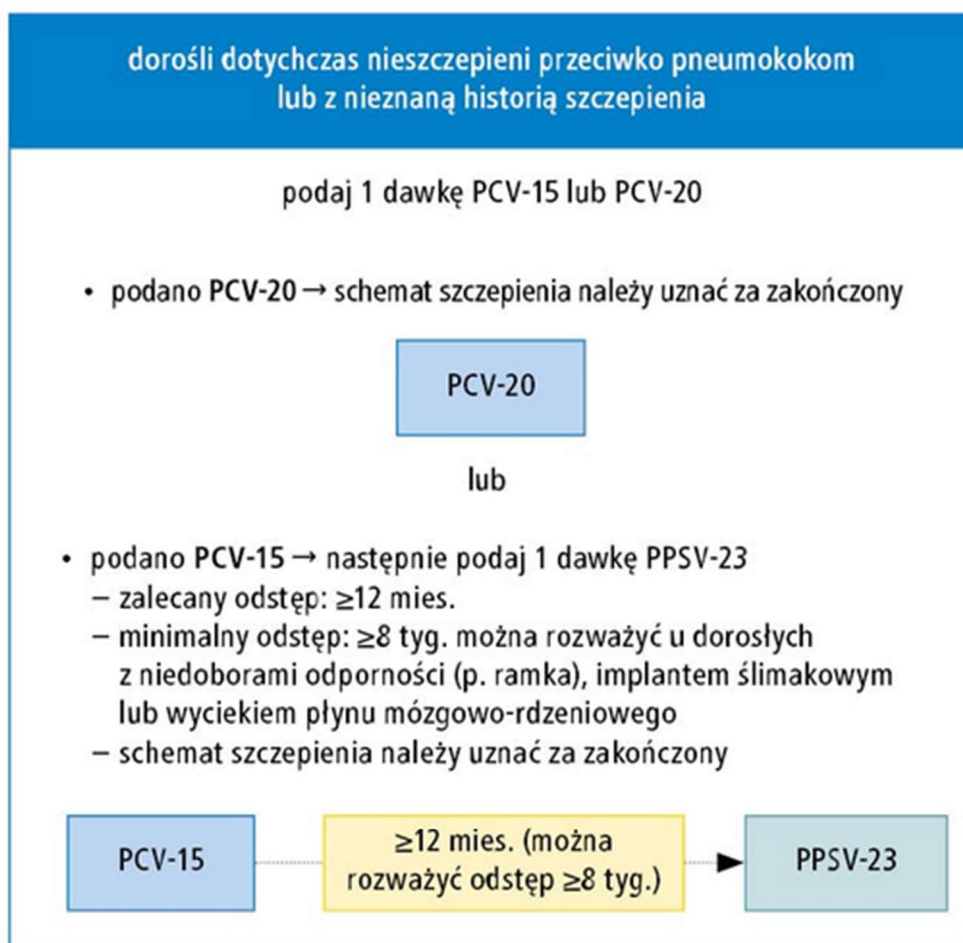 dorośli dotychczas nieszczepieni przeciwko pneumokokom
lub z nieznaną historią szczepienia
podaj 1 dawkę PCV-15 lub PCV-20
• podano PCV-20 → schemat szczepienia należy uznać za zakończony
PCV-20
lub
• podano PCV-15 → następnie podaj 1 dawkę PPSV-23
– zalecany odstęp: ≥12 mies.
– minimalny odstęp: ≥8 tyg. można rozważyć u dorosłych
z niedoborami odporności (p. ramka), implantem ślimakowym
lub wyciekiem płynu mózgowo-rdzeniowego
– schemat szczepienia należy uznać za zakończony
PCV-15
≥12 mies. (można
rozważyć odstęp ≥8 tyg.)
PPSV-23